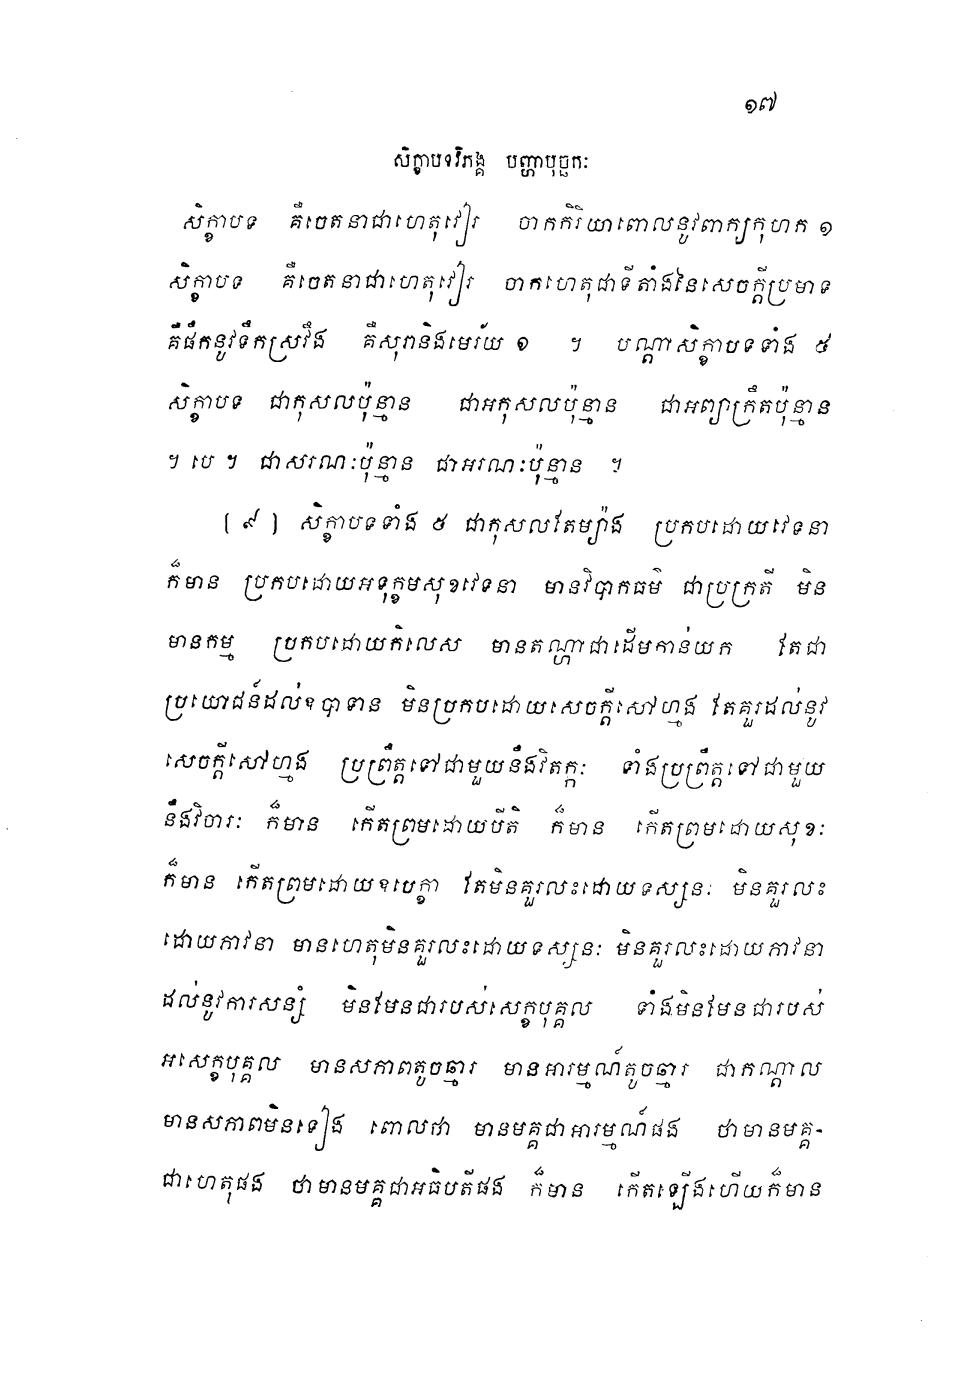 ១៧
សិក្ខាបទវិភង្គ បញ្ហាបុច្ឆកៈ
សិក្ខាបទ គឺចេតនាជាហេតុវៀរ ចាកកិរិយាពោលនូវពាក្យកុហក ១
សិក្ខាបទ គឺចេតនាជាហេតុវៀរ ចាកហេតុជាទីតាំងនៃសេចក្តីប្រមាទ
គឺផឹកនូវទឹកស្រវឹង គឺសុរានិងមេរ័យ ១ ។ បណ្តាសិក្ខាបទទាំង ៥
សិក្ខាបទ ជាកុសលប៉ុន្មាន ជាអកុសលប៉ុន្មាន ជាអព្យាក្រឹតប៉ុន្មាន
។ បេ ។ ជាសរណៈប៉ុន្មាន ជាអរណៈប៉ុន្មាន ។
[ ៩ ] សិក្ខាបទទាំង ៥ ជាកុសលតែម្យ៉ាង ប្រកបដោយវេទនា
ក៏មាន ប្រកបដោយអទុក្ខមសុខវេទនា មានវិបាកធម៌ ជាប្រក្រតី មិន
មានកម្ម ប្រកបដោយកិលេស មានតណ្ហាជាដើមកាន់យក តែជា
ប្រយោជន៍ដល់ឧបាទាន មិនប្រកបដោយសេចក្តីសៅហ្មង តែគួរដល់នូវ
សេចក្តីសៅហ្មង ប្រព្រឹត្តទៅជាមួយនឹងវិតក្កៈ ទាំងប្រព្រឹត្តទៅជាមួយ
នឹងវិចារៈ ក៏មាន កើតព្រមដោយបីតិ ក៏មាន កើតព្រមដោយសុខៈ
ក៏មាន កើតព្រមដោយឧបេក្ខា តែមិនគួរលះដោយទស្សនៈ មិនគួរលះ
ដោយភាវនា មានហេតុមិនគួរលះដោយទស្សនៈ មិនគួរលះដោយភាវនា
ដល់នូវការសន្សំ មិនមែនជារបស់សេក្ខបុគ្គល ទាំងមិនមែនជារបស់
អសេក្ខបុគ្គល មានសភាពតូចឆ្មារ មានអារម្មណ៍តូចឆ្មារ ជាកណ្តាល
មានសភាពមិនទៀង ពោលថា មានមគ្គជាអារម្មណ៍ផង ថាមានមគ្គ-
ជាហេតុផង ថាមានមគ្គជាអធិបតីផង ក៏មាន កើតឡើងហើយក៏មាន